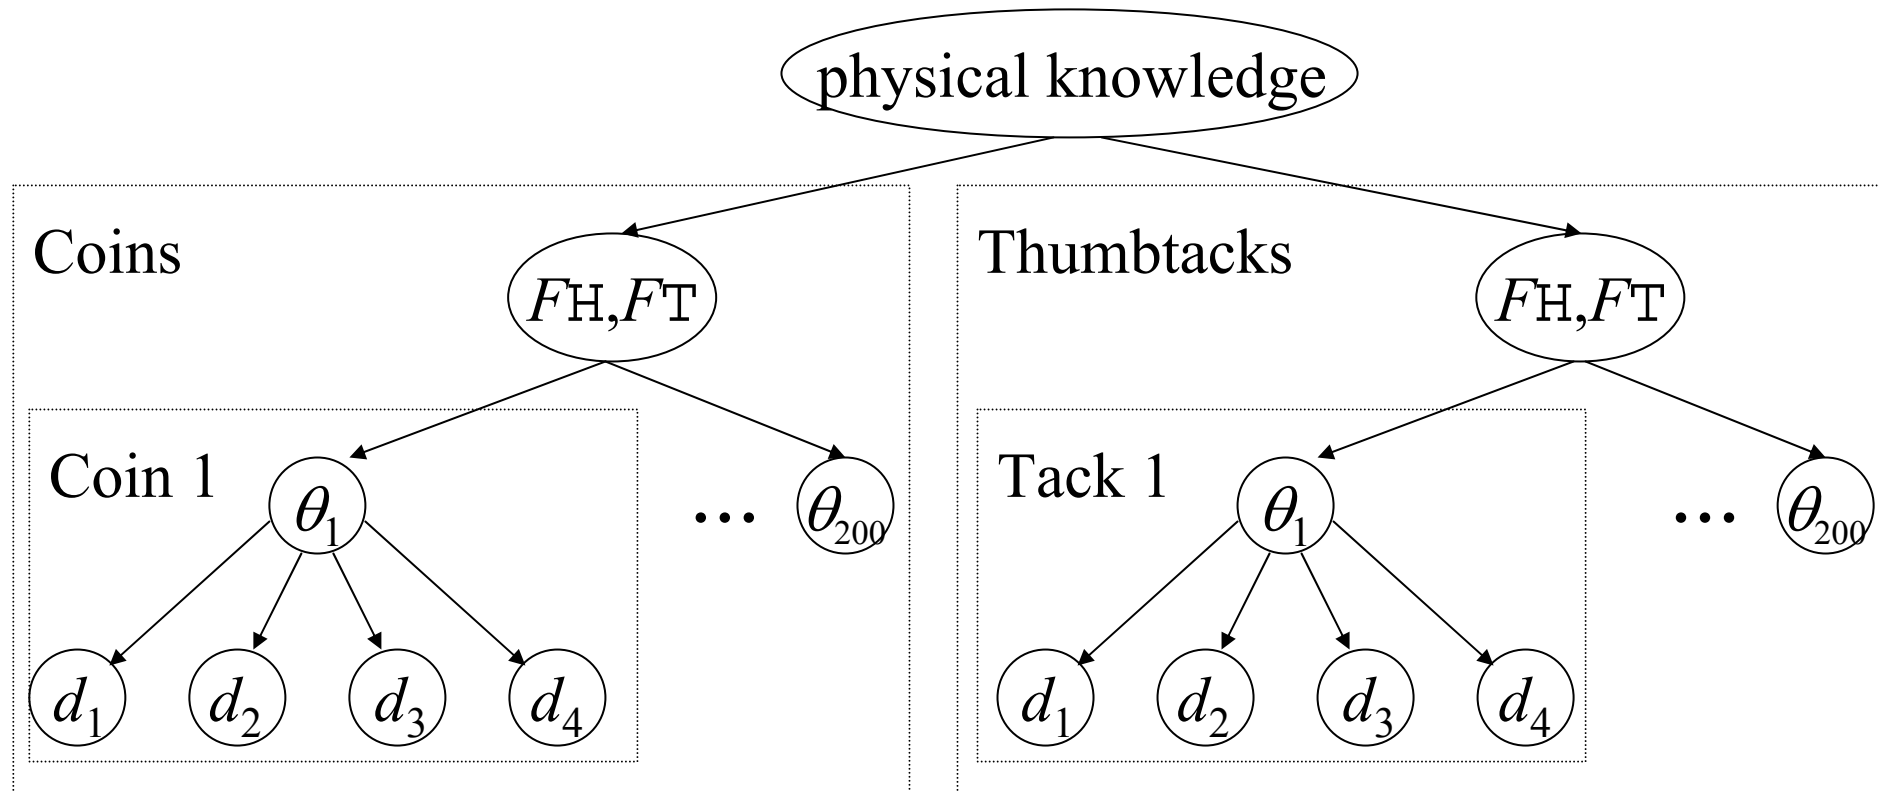 physical knowledge
Coins
FH,FT
Coin 1
θ1
... θ200
d1 d2 d3 d4
Thumbtacks
FH,FT
Tack 1
θ1
... θ200
d1 d2 d3 d4